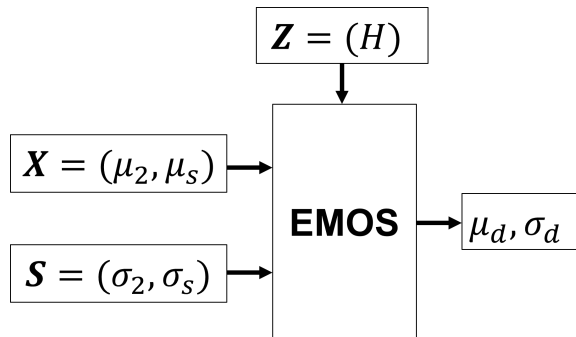 Z = (H)
X = (μ₂, μₛ)
EMOS
μ_d, σ_d
S = (σ₂, σₛ)